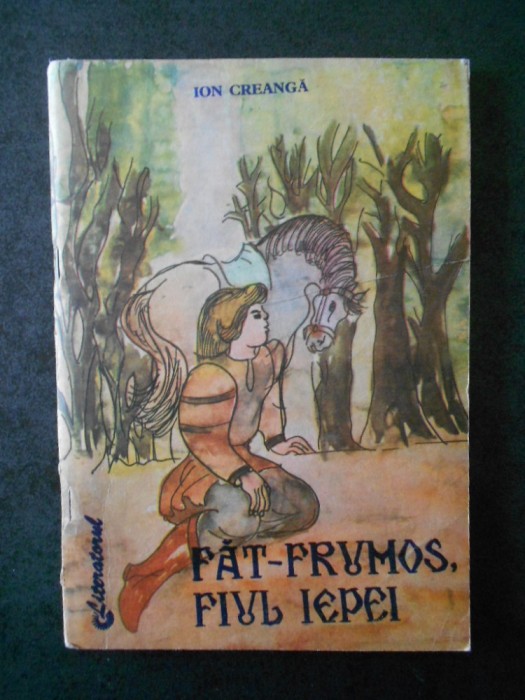 ION CREANGĂ
Literatorul
FĂT-FRUMOS,
FIUL IEPEI